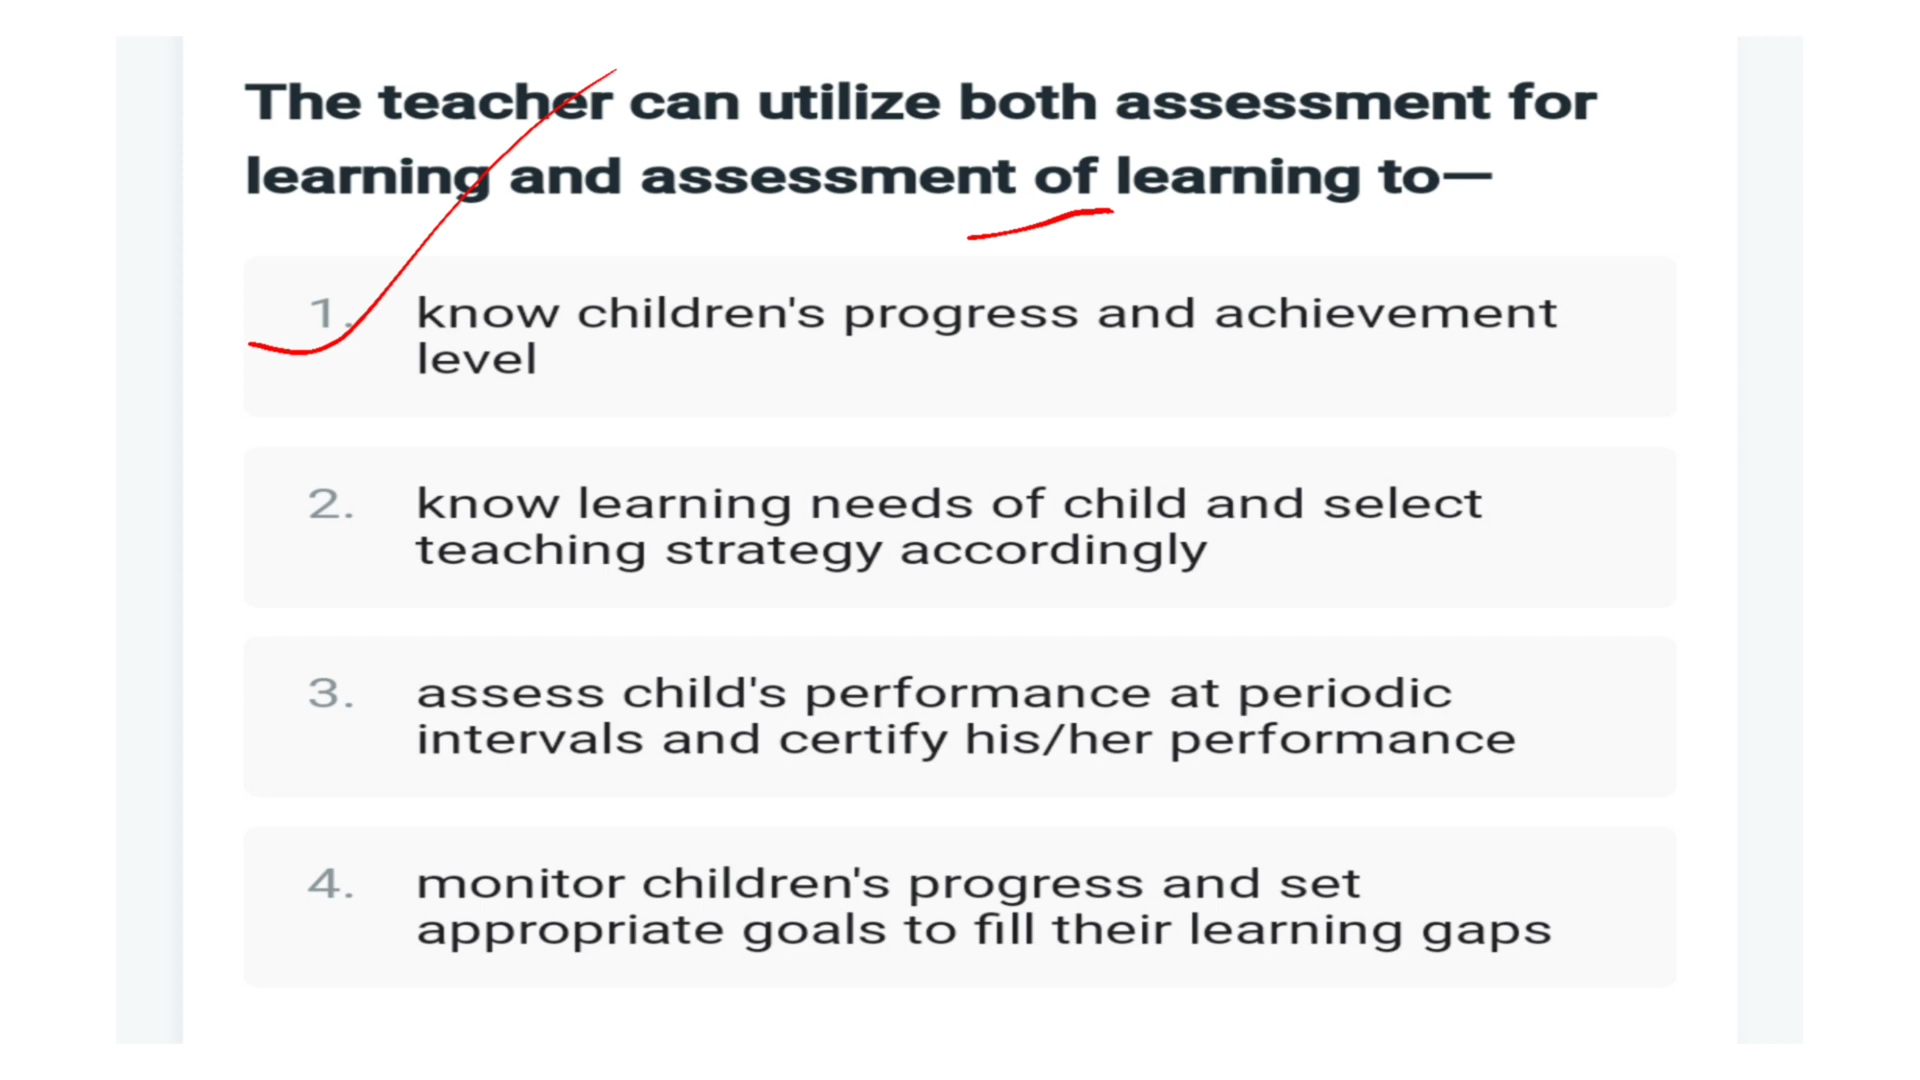 The teacher can utilize both assessment for
learning and assessment of learning to—
1. know children's progress and achievement
level
2. know learning needs of child and select
teaching strategy accordingly
3. assess child's performance at periodic
intervals and certify his/her performance
4. monitor children's progress and set
appropriate goals to fill their learning gaps